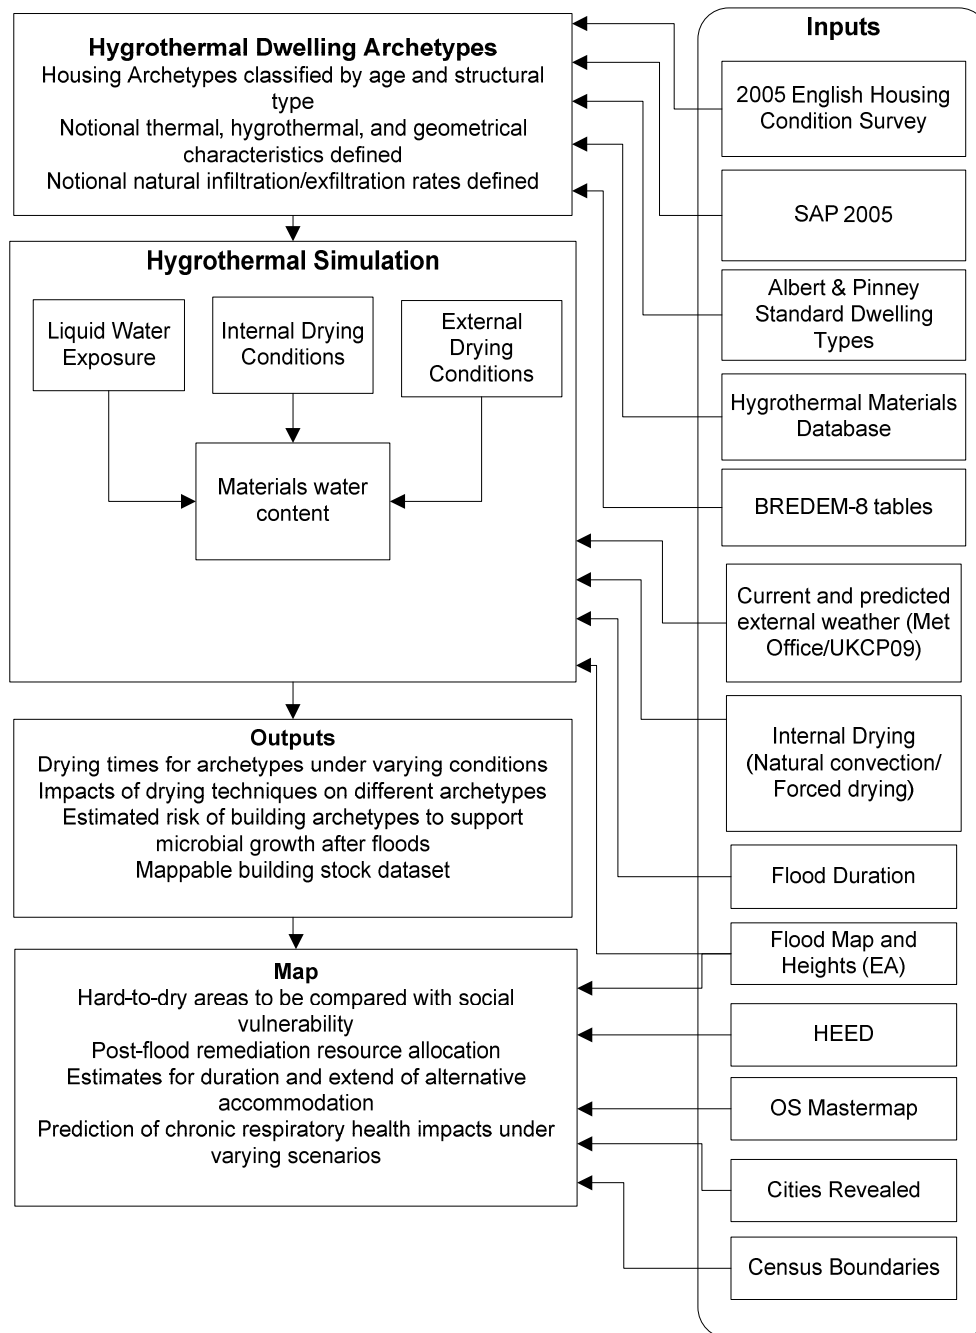 Hygrothermal Dwelling Archetypes
Housing Archetypes classified by age and structural
type
Notional thermal, hygrothermal, and geometrical
characteristics defined
Notional natural infiltration/exfiltration rates defined
Hygrothermal Simulation
Liquid Water
Exposure
Internal Drying
Conditions
External
Drying
Conditions
Materials water
content
Outputs
Drying times for archetypes under varying conditions
Impacts of drying techniques on different archetypes
Estimated risk of building archetypes to support
microbial growth after floods
Mappable building stock dataset
Map
Hard-to-dry areas to be compared with social
vulnerability
Post-flood remediation resource allocation
Estimates for duration and extend of alternative
accommodation
Prediction of chronic respiratory health impacts under
varying scenarios
Inputs
2005 English Housing
Condition Survey
SAP 2005
Albert & Pinney
Standard Dwelling
Types
Hygrothermal Materials
Database
BREDEM-8 tables
Current and predicted
external weather (Met
Office/UKCP09)
Internal Drying
(Natural convection/
Forced drying)
Flood Duration
Flood Map and
Heights (EA)
HEED
OS Mastermap
Cities Revealed
Census Boundaries